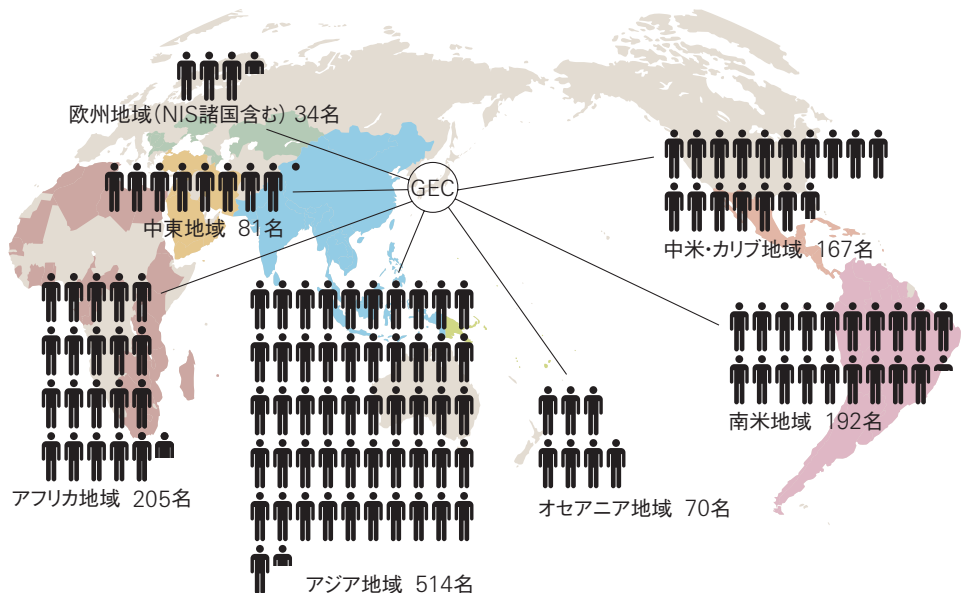 欧州地域(NIS諸国含む) 34名
GEC
中東地域 81名
中米・カリブ地域 167名
南米地域 192名
アフリカ地域 205名
オセアニア地域 70名
アジア地域 514名